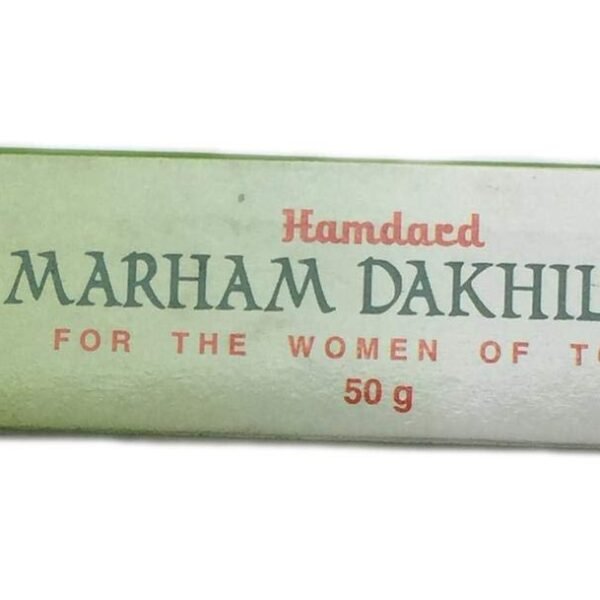 Hamdard
MARHAM DAKHIL
FOR THE WOMEN OF
50 g